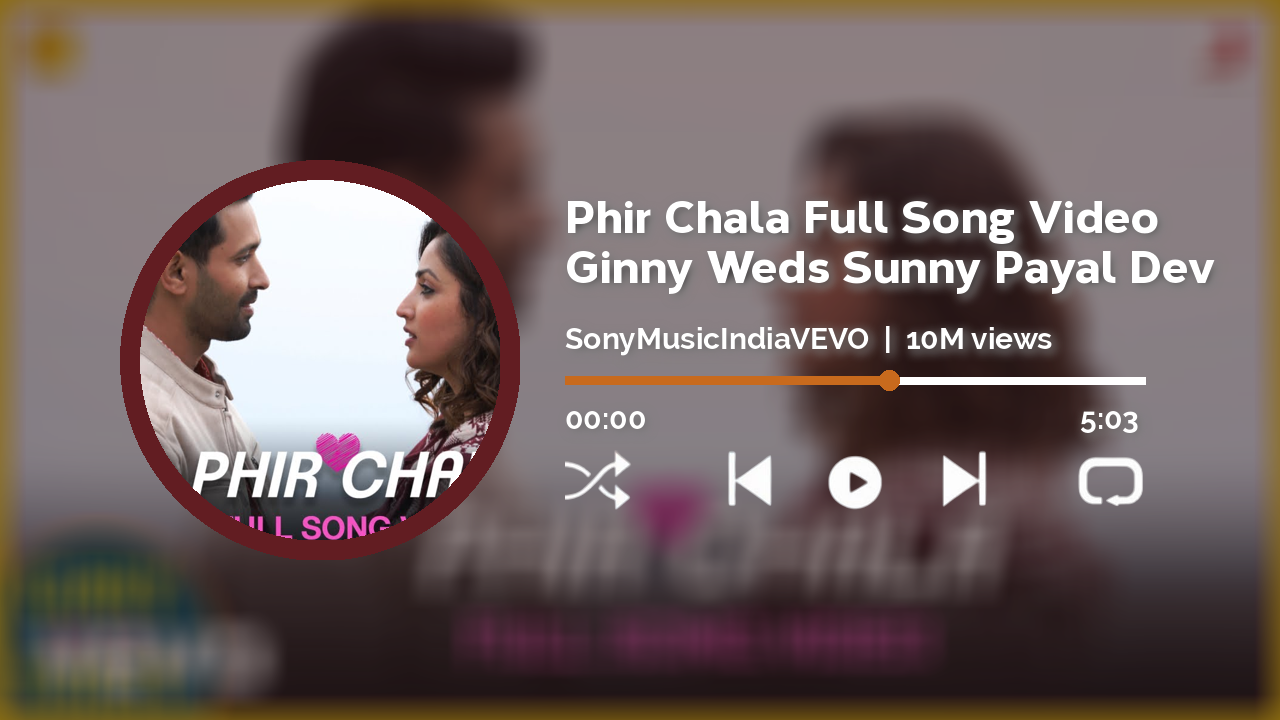 Phir Chala Full Song Video
Ginny Weds Sunny Payal Dev
SonyMusicIndiaVEVO | 10M views
00:00
5:03
PHIR CHA
FULL SONG